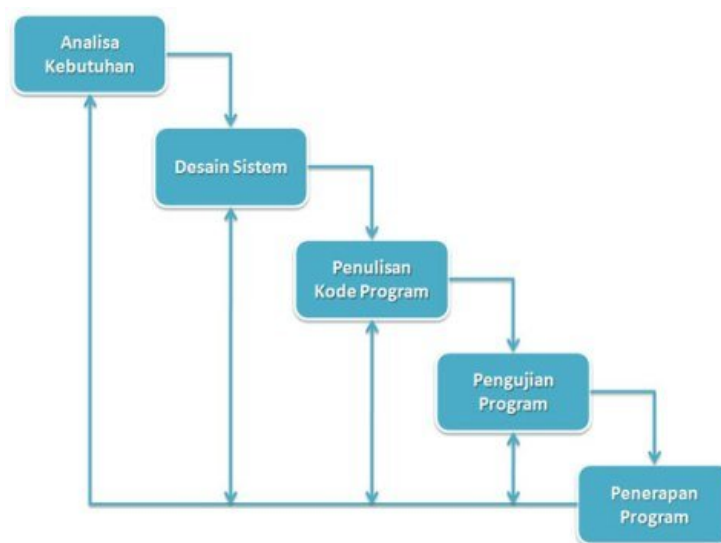 Analisa
Kebutuhan
Desain Sistem
Penulisan
Kode Program
Pengujian
Program
Penerapan
Program